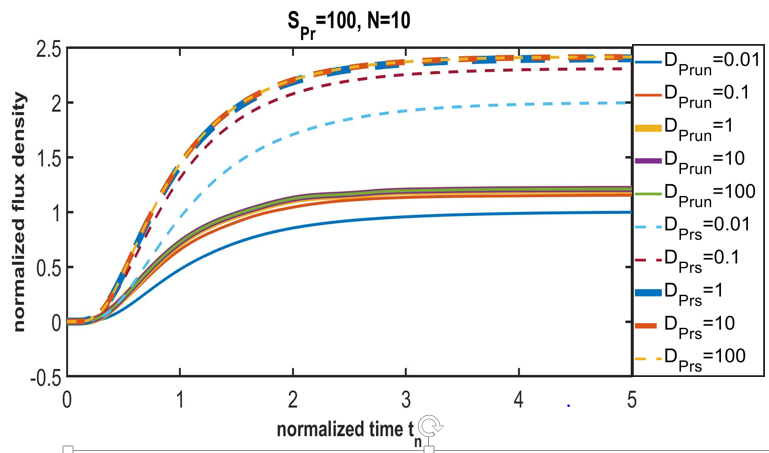 S_Pr=100, N=10
normalized flux density
2.5
2
1.5
1
0.5
0
-0.5
0 1 2 3 4 5
normalized time t_n
D_Prun=0.01
D_Prun=0.1
D_Prun=1
D_Prun=10
D_Prun=100
D_Prs=0.01
D_Prs=0.1
D_Prs=1
D_Prs=10
D_Prs=100